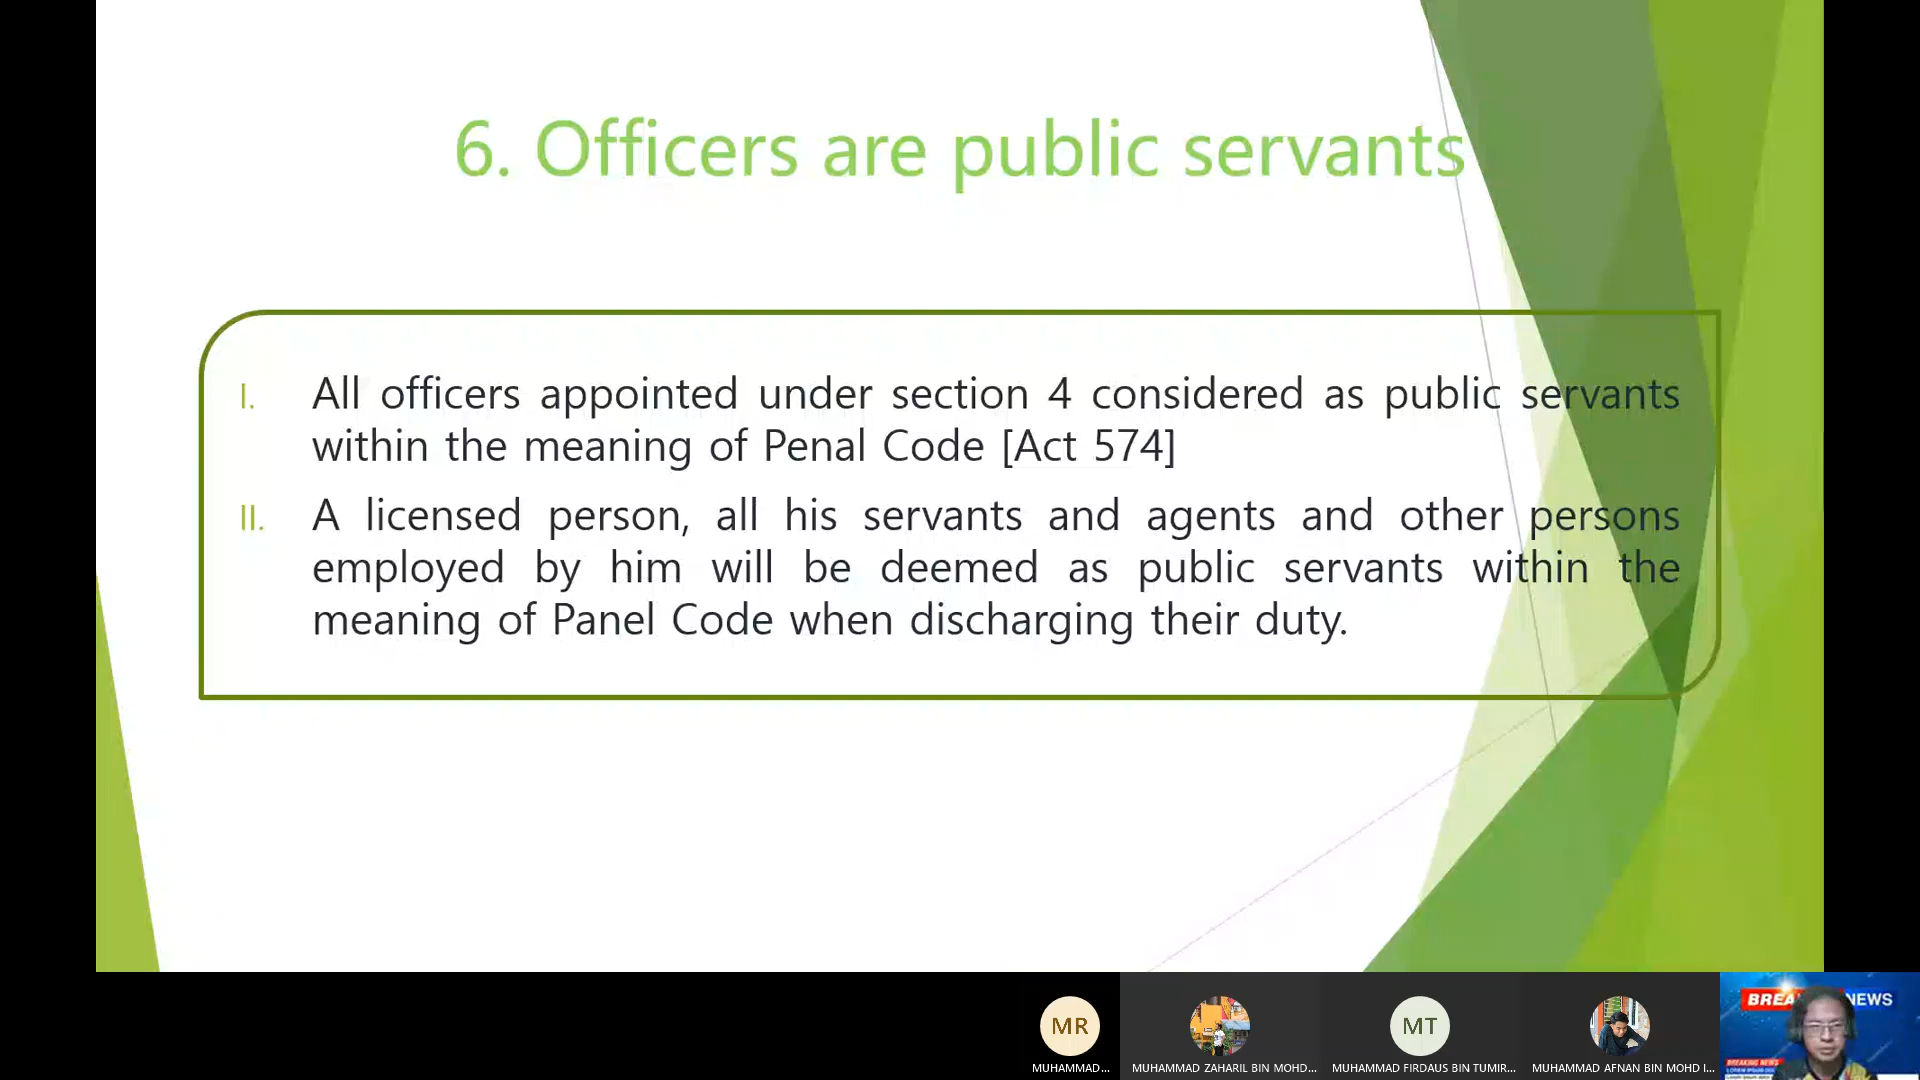 6. Officers are public servants
I. All officers appointed under section 4 considered as public servants
within the meaning of Penal Code [Act 574]
II. A licensed person, all his servants and agents and other persons
employed by him will be deemed as public servants within the
meaning of Panel Code when discharging their duty.
MR
MT
MUHAMMAD...
MUHAMMAD ZAHARIL BIN MOHD...
MUHAMMAD FIRDAUS BIN TUMIR...
MUHAMMAD AFNAN BIN MOHD I...
NEWS
BREAKING NEWS